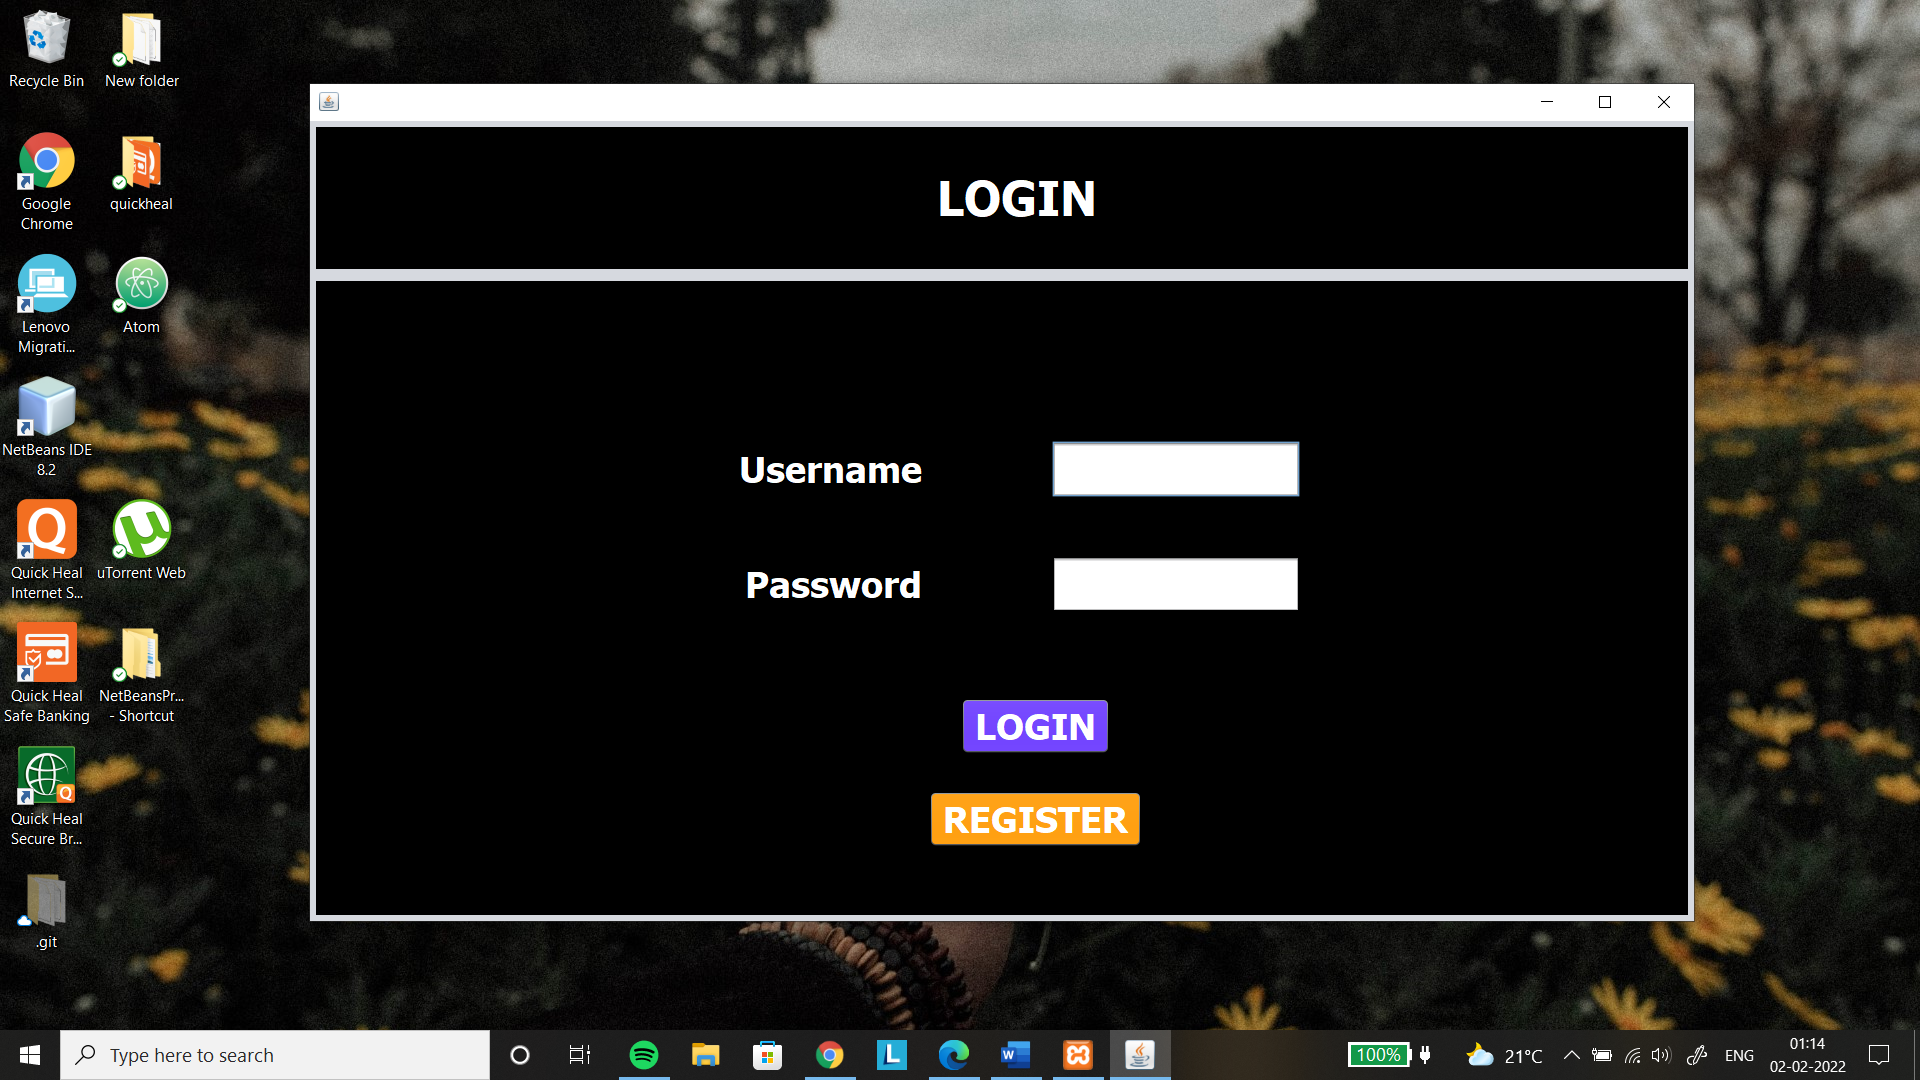 Recycle Bin
New folder
Google
Chrome
quickheal
Lenovo
Migrati...
Atom
NetBeans IDE
8.2
Quick Heal
Internet S...
uTorrent Web
Quick Heal
Safe Banking
NetBeansPr...
- Shortcut
Quick Heal
Secure Br...
.git
LOGIN
Username
Password
LOGIN
REGISTER
Type here to search
100%
21°C
ENG
01:14
02-02-2022